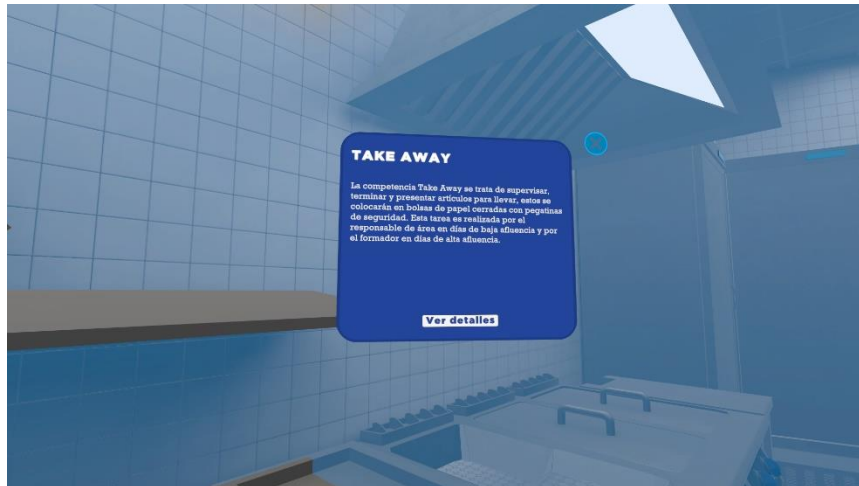 TAKE AWAY
La competencia Take Away se trata de supervisar,
terminar y presentar artículos para llevar, estos se
colocarán en bolsas de papel cerradas con pegatinas
de seguridad. Esta tarea es realizada por el
responsable de área en días de baja afluencia y por
el formador en días de alta afluencia.
Ver detalles